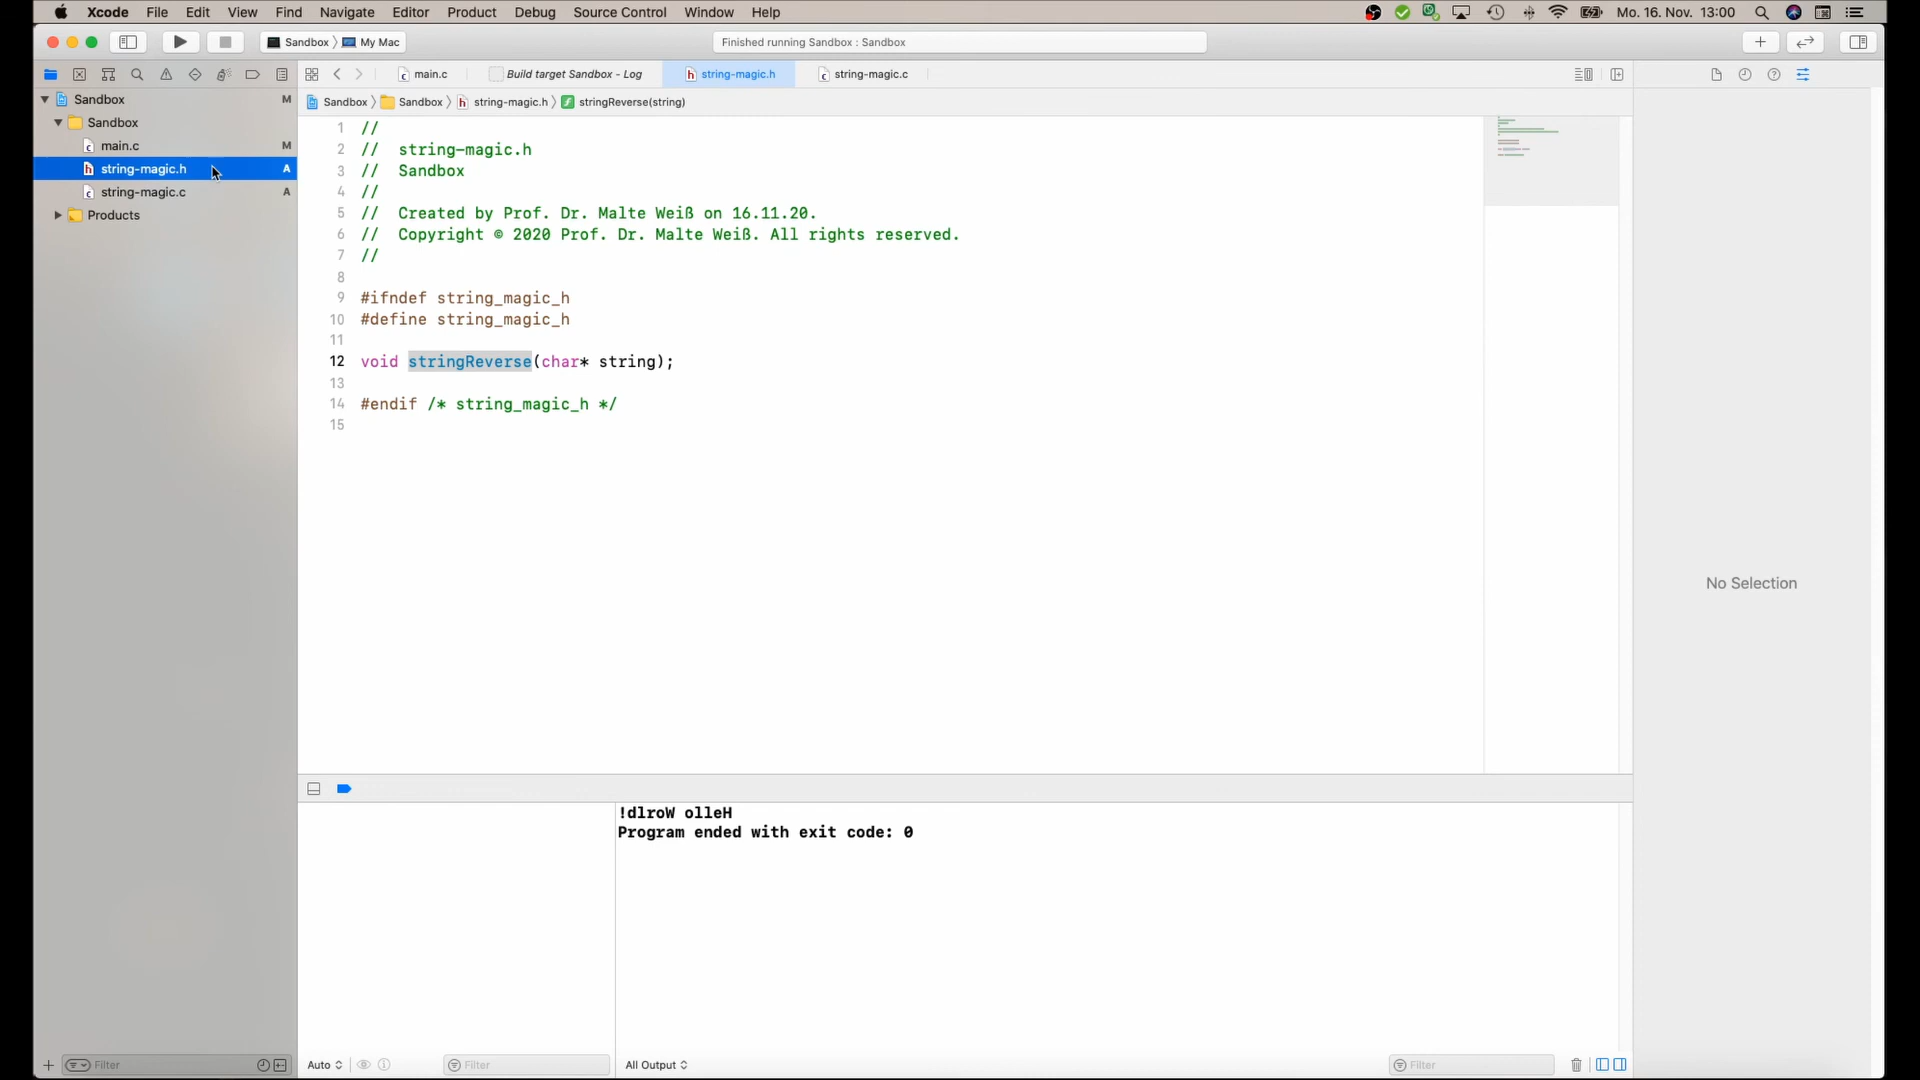 Xcode File Edit View Find Navigate Editor Product Debug Source Control Window Help Mo. 16. Nov. 13:00
Sandbox 〉 My Mac Finished running Sandbox : Sandbox
main.c Build target Sandbox - Log string-magic.h string-magic.c
Sandbox M
Sandbox
main.c M
string-magic.h A
string-magic.c A
Products
Sandbox 〉 Sandbox 〉 string-magic.h 〉 stringReverse(string)
1 //
2 // string-magic.h
3 // Sandbox
4 //
5 // Created by Prof. Dr. Malte Weiß on 16.11.20.
6 // Copyright © 2020 Prof. Dr. Malte Weiß. All rights reserved.
7 //
8
9 #ifndef string_magic_h
10 #define string_magic_h
11
12 void stringReverse(char* string);
13
14 #endif /* string_magic_h */
15
No Selection
!dlroW olleH
Program ended with exit code: 0
Filter Auto Filter All Output Filter